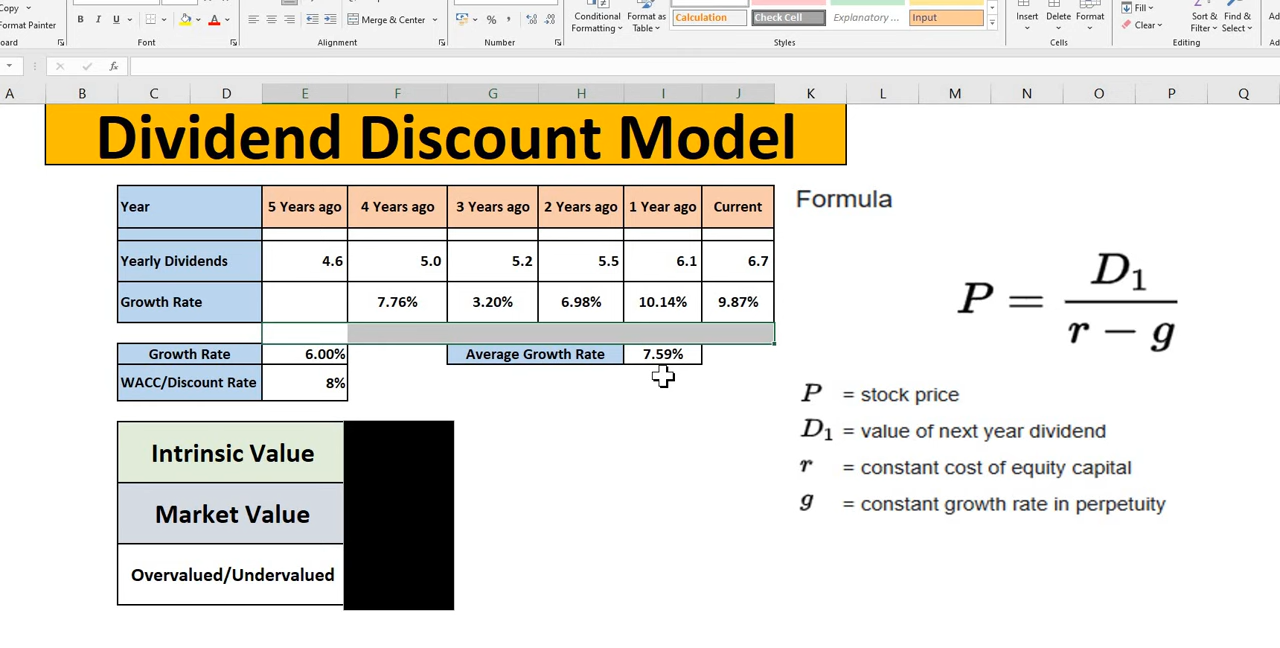 Copy
Format Painter
B I U A
Merge & Center
% ,
Conditional Formatting
Format as Table
Calculation
Check Cell
Explanatory ...
Input
Insert
Delete
Format
Fill
Clear
Sort & Filter
Find & Select
Font
Alignment
Number
Styles
Cells
Editing
fx
A B C D E F G H I J K L M N O P Q
Dividend Discount Model
Year 5 Years ago 4 Years ago 3 Years ago 2 Years ago 1 Year ago Current
Yearly Dividends 4.6 5.0 5.2 5.5 6.1 6.7
Growth Rate 7.76% 3.20% 6.98% 10.14% 9.87%
Growth Rate 6.00% Average Growth Rate 7.59%
WACC/Discount Rate 8%
Intrinsic Value
Market Value
Overvalued/Undervalued
Formula
P = D₁ / (r − g)
P = stock price
D₁ = value of next year dividend
r = constant cost of equity capital
g = constant growth rate in perpetuity